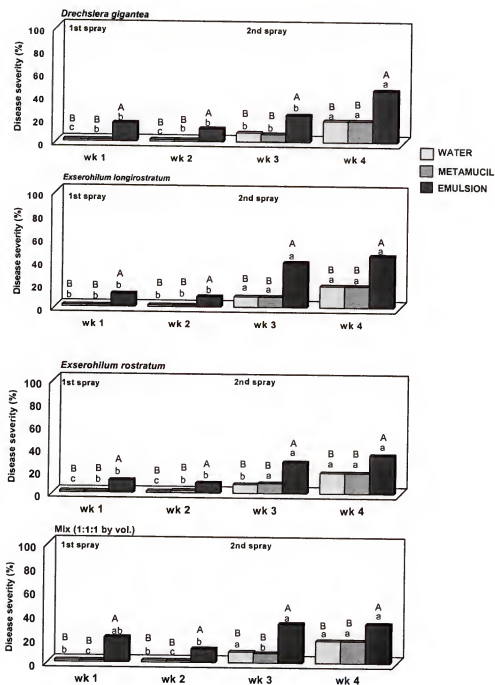 Drechslera gigantea
1st spray 2nd spray
Disease severity (%)
100
80
60
40
20
0
B B A B B A B B A B B A
c b b c b b b b b a a a
wk 1 wk 2 wk 3 wk 4
WATER
METAMUCIL
EMULSION
Exserohilum longirostratum
1st spray 2nd spray
Disease severity (%)
100
80
60
40
20
0
B B A B B A B B A B B A
b b b b b b a a a a a a
wk 1 wk 2 wk 3 wk 4
Exserohilum rostratum
1st spray 2nd spray
Disease severity (%)
100
80
60
40
20
0
B B A B B A B B A B B A
c b b c b b b a a a a a
wk 1 wk 2 wk 3 wk 4
Mix (1:1:1 by vol.)
1st spray 2nd spray
Disease severity (%)
100
80
60
40
20
0
B B A B B A B B A B B A
b c ab b c b a b a a a a
wk 1 wk 2 wk 3 wk 4